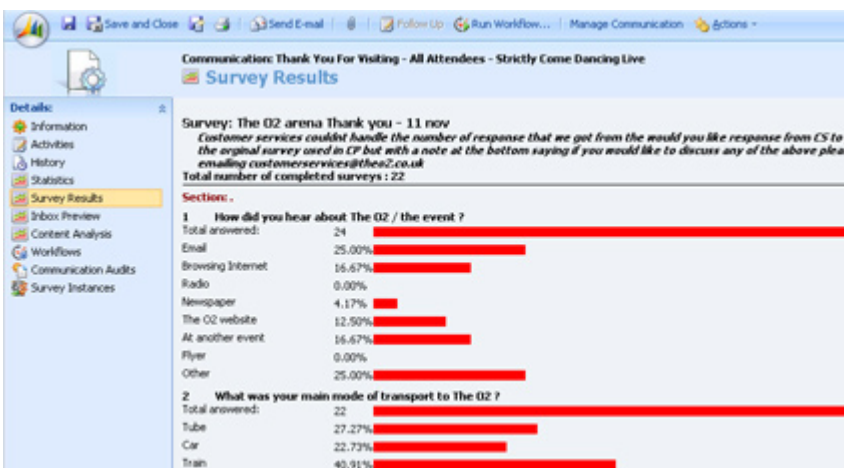 Save and Close Send E-mail Follow Up Run Workflow... Manage Communication Actions
Communication: Thank You For Visiting - All Attendees - Strictly Come Dancing Live
Survey Results
Details:
Information
Activities
History
Statistics
Survey Results
Inbox Preview
Content Analysis
Workflows
Communication Audits
Survey Instances
Survey: The O2 arena Thank you - 11 nov
Customer services couldnt handle the number of response that we got from the would you like response from CS to
the orginal survey used in CP but with a note at the bottom saying if you would like to discuss any of the above plea
emailing customerservices@theo2.co.uk
Total number of completed surveys : 22
Section: .
1 How did you hear about The O2 / the event ?
Total answered: 24
Email 25.00%
Browsing Internet 16.67%
Radio 0.00%
Newspaper 4.17%
The O2 website 12.50%
At another event 16.67%
Flyer 0.00%
Other 25.00%
2 What was your main mode of transport to The O2 ?
Total answered: 22
Tube 27.27%
Car 22.73%
Train 40.91%